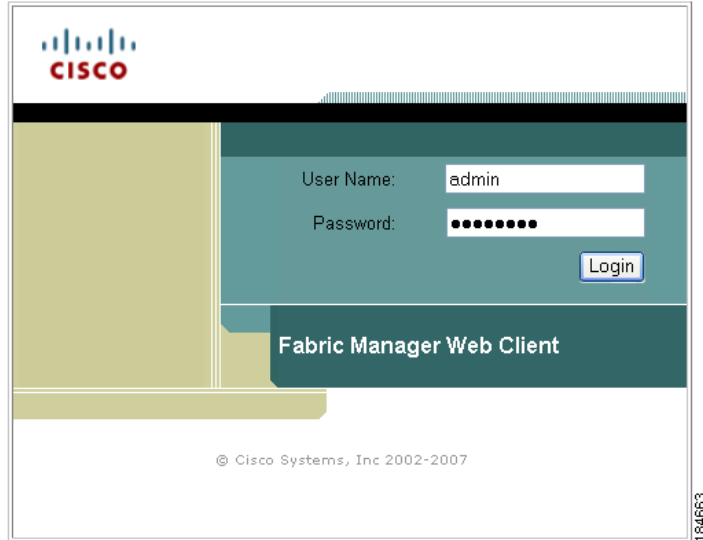 CISCO
User Name: admin
Password: ●●●●●●●●
Login
Fabric Manager Web Client
© Cisco Systems, Inc 2002-2007
184663